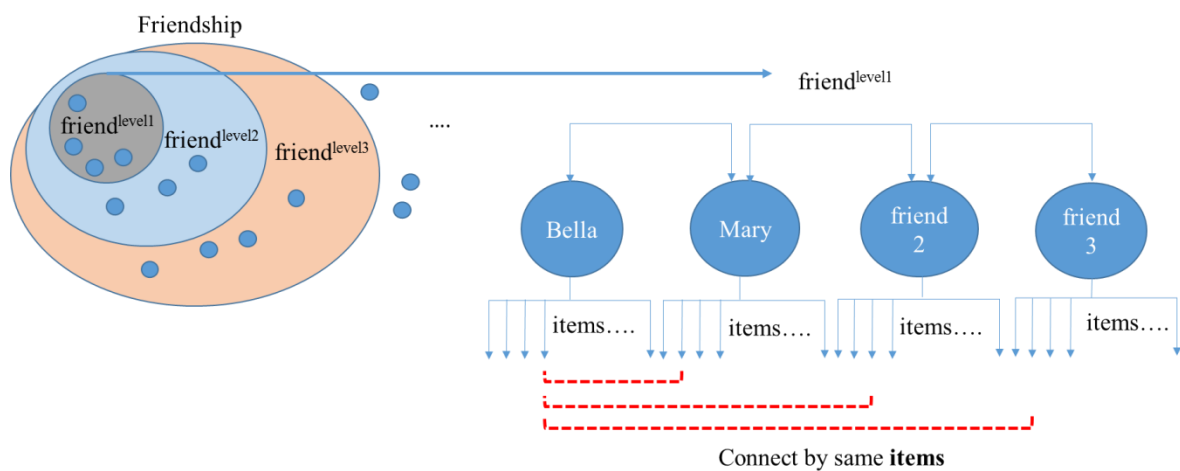 Friendship
friend^level1
....
friend^level1
friend^level2
friend^level3
Bella
Mary
friend
2
friend
3
items….
items….
items….
items….
Connect by same items